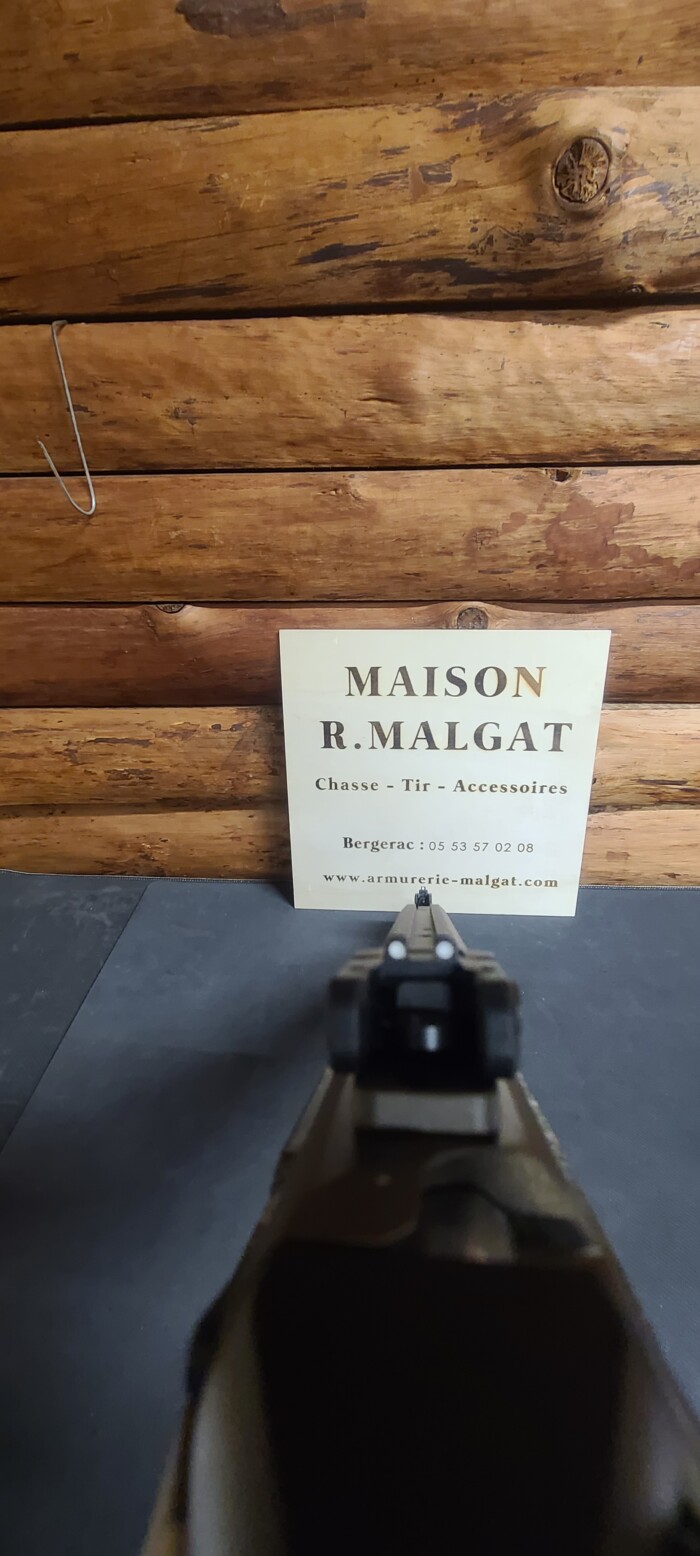 MAISON
R.MALGAT
Chasse - Tir - Accessoires
Bergerac : 05 53 57 02 08
www.armurerie-malgat.com